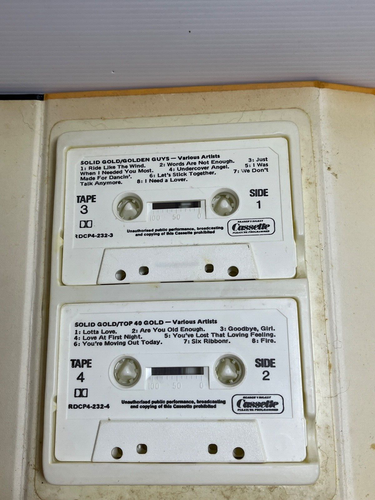 SOLID GOLD/GOLDEN GUYS — Various Artists
1: Ride Like The Wind. 2: Words Are Not Enough. 3: Just
When I Needed You Most. 4: Undercover Angel. 5: I Was
Made For Dancin'. 6: Let's Stick Together. 7: We Don't
Talk Anymore. 8: I Need a Lover.
TAPE SIDE
3 1
RDCP4-232-3
Unauthorised public performance, broadcasting
and copying of this Cassette prohibited
Cassette
SOLID GOLD/TOP 40 GOLD — Various Artists
1: Lotta Love. 2: Are You Old Enough. 3: Goodbye, Girl.
4: Love At First Night. 5: You've Lost That Loving Feeling.
6: You're Moving Out Today. 7: Six Ribbonr. 8: Fire.
TAPE SIDE
4 2
RDCP4-232-4
Unauthorised public performance, broadcasting
and copying of this Cassette prohibited
Cassette